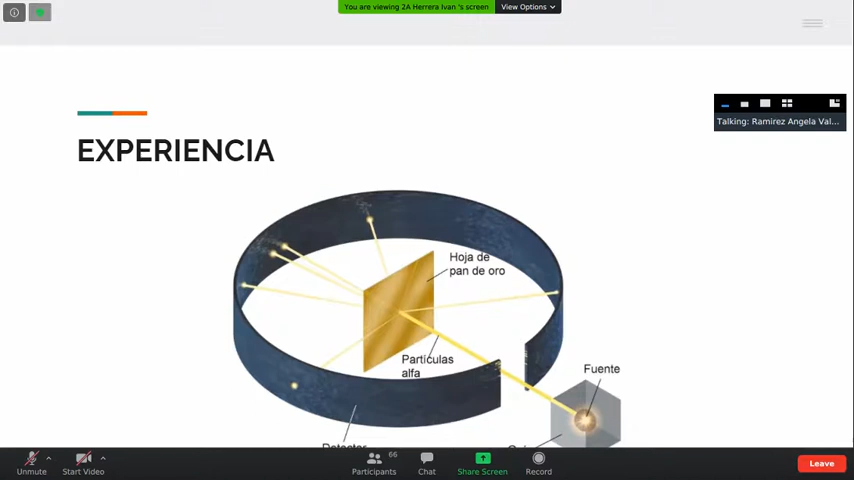 You are viewing 2A Herrera Ivan 's screen
View Options
Talking: Ramirez Angela Val...
EXPERIENCIA
Hoja de
pan de oro
Partículas
alfa
Fuente
Detector
Unmute
Start Video
66
Participants
Chat
Share Screen
Record
Leave